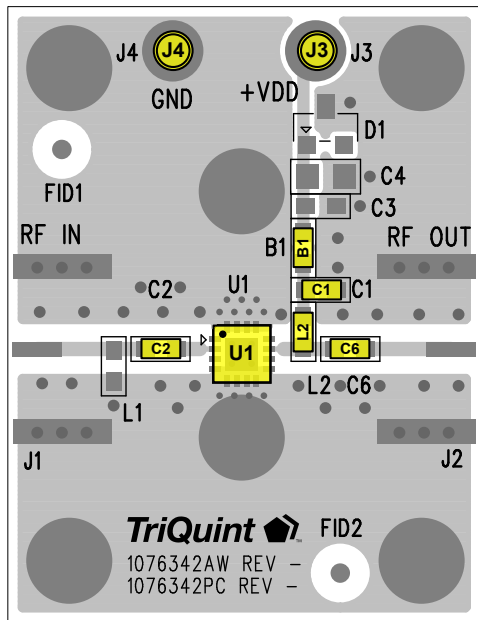 J4 J4 J3 J3
GND +VDD
D1
FID1
C4
C3
RF IN B1 B1 RF OUT
C2 U1 C1 C1
L2
C2 U1 C6
L1 L2 C6
J1 J2
TriQuint ™ FID2
1076342AW REV -
1076342PC REV -